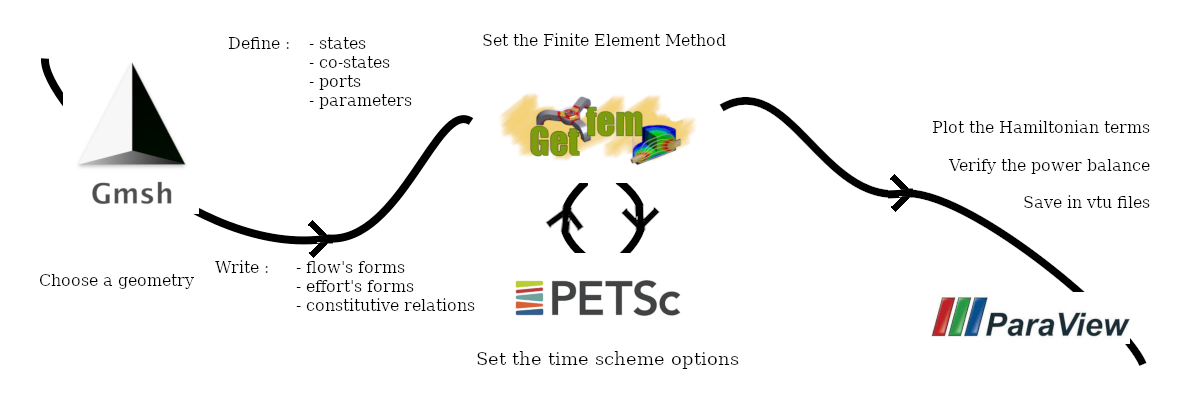 Define :
- states
- co-states
- ports
- parameters
Gmsh
Choose a geometry
Write :
- flow's forms
- effort's forms
- constitutive relations
Set the Finite Element Method
Getfem
PETSc
Set the time scheme options
Plot the Hamiltonian terms
Verify the power balance
Save in vtu files
ParaView